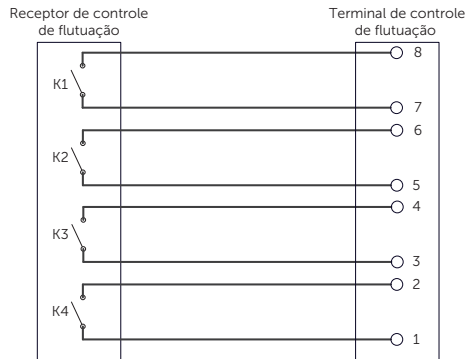 Receptor de controle
de flutuação
Terminal de controle
de flutuação
8
K1
7
6
K2
5
4
K3
3
2
K4
1